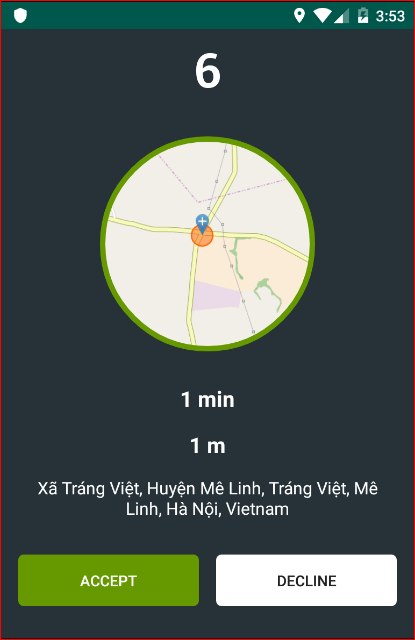 3:53
6
1 min
1 m
Xã Tráng Việt, Huyện Mê Linh, Tráng Việt, Mê
Linh, Hà Nội, Vietnam
ACCEPT
DECLINE